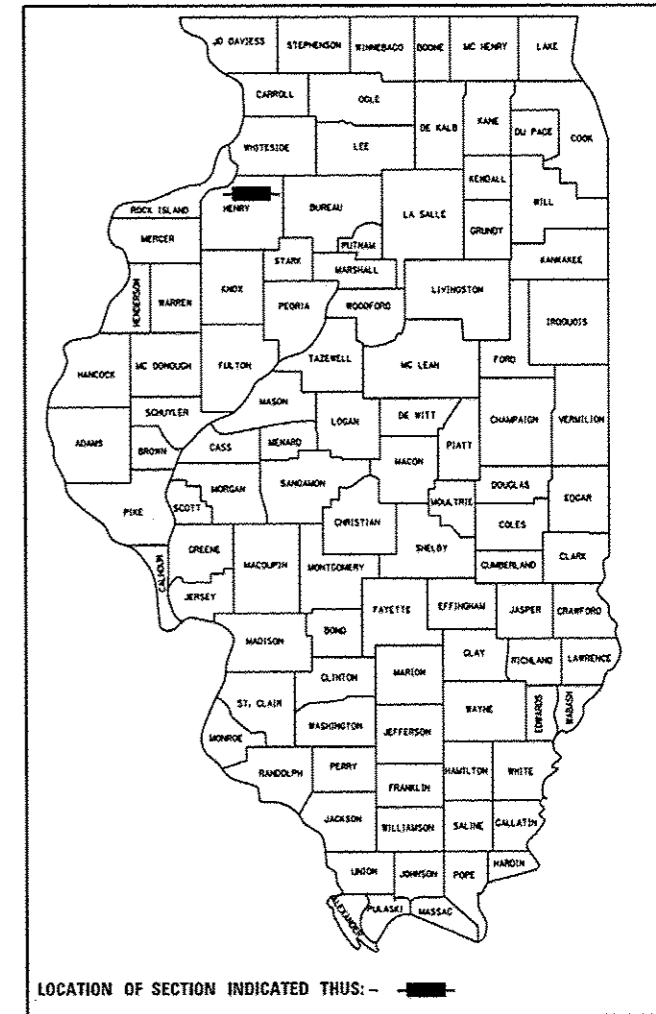 JO DAVIESS STEPHENSON WINNEBAGO BOONE MC HENRY LAKE
CARROLL OGLE DE KALB KANE DU PAGE COOK
WHITESIDE LEE
ROCK ISLAND HENRY BUREAU LA SALLE KENDALL WILL
MERCER PUTNAM GRUNDY
STARK MARSHALL KANKAKEE
HENDERSON WARREN KNOX PEORIA WOODFORD LIVINGSTON IROQUOIS
HANCOCK MC DONOUGH FULTON TAZEWELL MC LEAN FORD
SCHUYLER MASON LOGAN DE WITT CHAMPAIGN VERMILION
ADAMS BROWN CASS MENARD MACON PIATT
PIKE SCOTT MORGAN SANGAMON CHRISTIAN MOULTRIE DOUGLAS EDGAR
COLES
CALHOUN GREENE MACOUPIN MONTGOMERY SHELBY CUMBERLAND CLARK
JERSEY FAYETTE EFFINGHAM JASPER CRAWFORD
MADISON BOND CLAY RICHLAND LAWRENCE
CLINTON MARION
ST. CLAIR WAYNE EDWARDS WABASH
MONROE WASHINGTON JEFFERSON
RANDOLPH PERRY HAMILTON WHITE
FRANKLIN
JACKSON WILLIAMSON SALINE GALLATIN
UNION JOHNSON POPE HARDIN
ALEXANDER PULASKI MASSAC
LOCATION OF SECTION INDICATED THUS: -